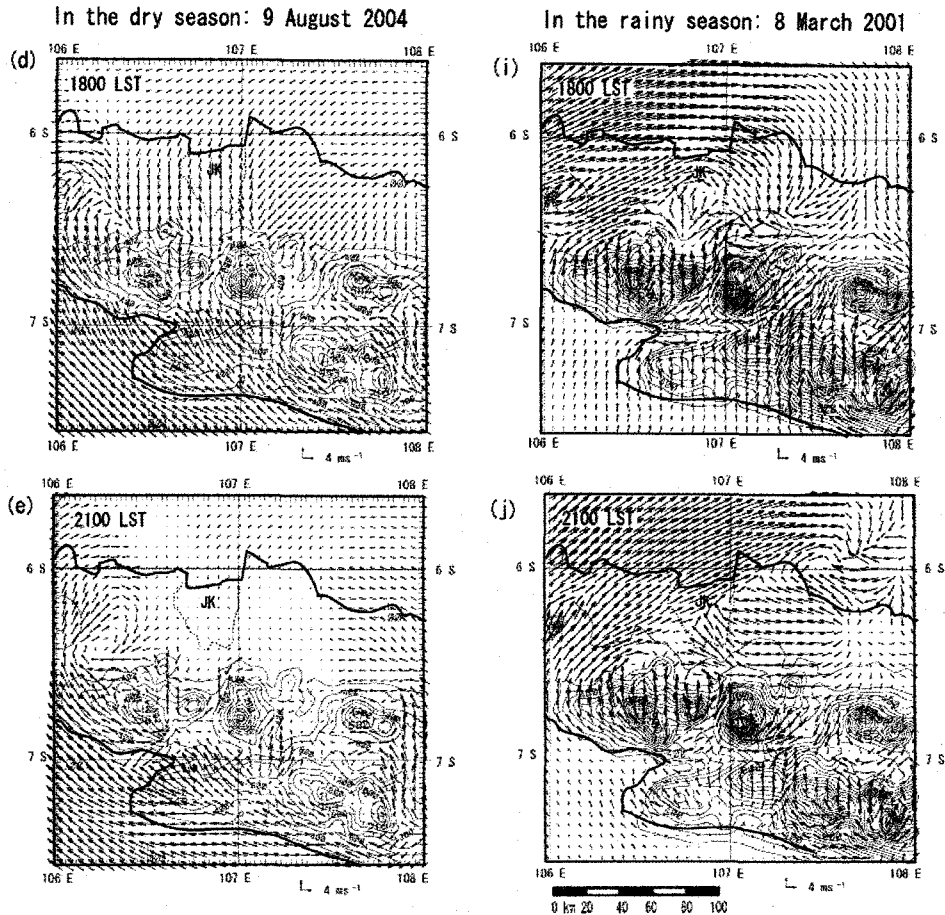 In the dry season: 9 August 2004
In the rainy season: 8 March 2001
(d)
106 E
107 E
108 E
1800 LST
6 S
6 S
JK
7 S
7 S
106 E
107 E
108 E
4 ms⁻¹
(i)
106 E
107 E
108 E
1800 LST
6 S
6 S
JK
7 S
7 S
106 E
107 E
108 E
4 ms⁻¹
(e)
106 E
107 E
108 E
2100 LST
6 S
6 S
JK
7 S
7 S
106 E
107 E
108 E
4 ms⁻¹
(j)
106 E
107 E
108 E
2100 LST
6 S
6 S
JK
7 S
7 S
106 E
107 E
108 E
4 ms⁻¹
0 km 20 40 60 80 100